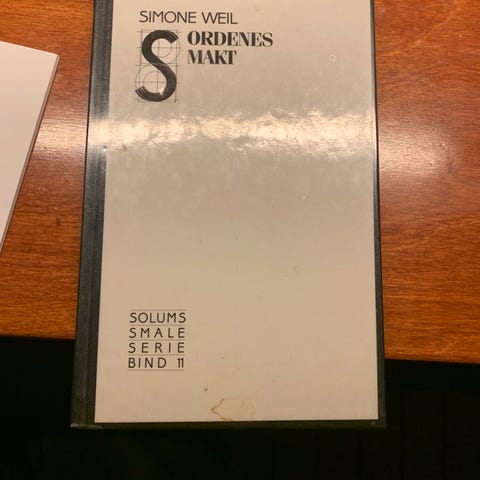 SIMONE WEIL
S ORDENES
MAKT
SOLUMS
SMALE
SERIE
BIND 11